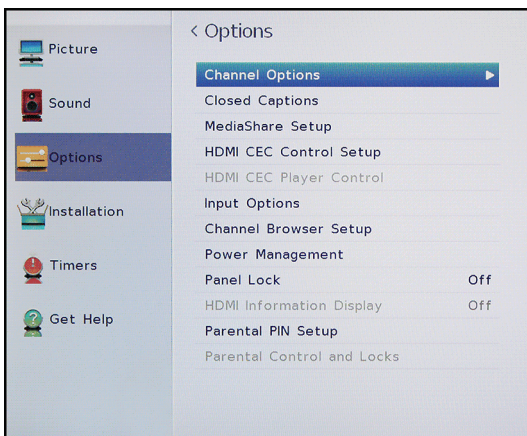 Picture
Sound
Options
Installation
Timers
Get Help
< Options
Channel Options
Closed Captions
MediaShare Setup
HDMI CEC Control Setup
HDMI CEC Player Control
Input Options
Channel Browser Setup
Power Management
Panel Lock Off
HDMI Information Display Off
Parental PIN Setup
Parental Control and Locks